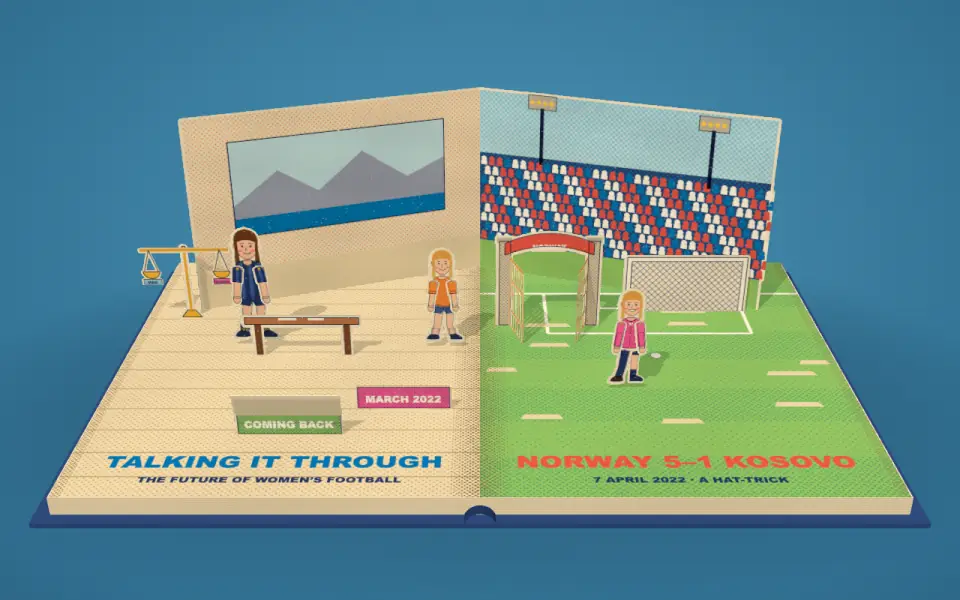 MARCH 2022
COMING BACK
TALKING IT THROUGH
THE FUTURE OF WOMEN'S FOOTBALL
NORWAY 5–1 KOSOVO
7 APRIL 2022 · A HAT-TRICK